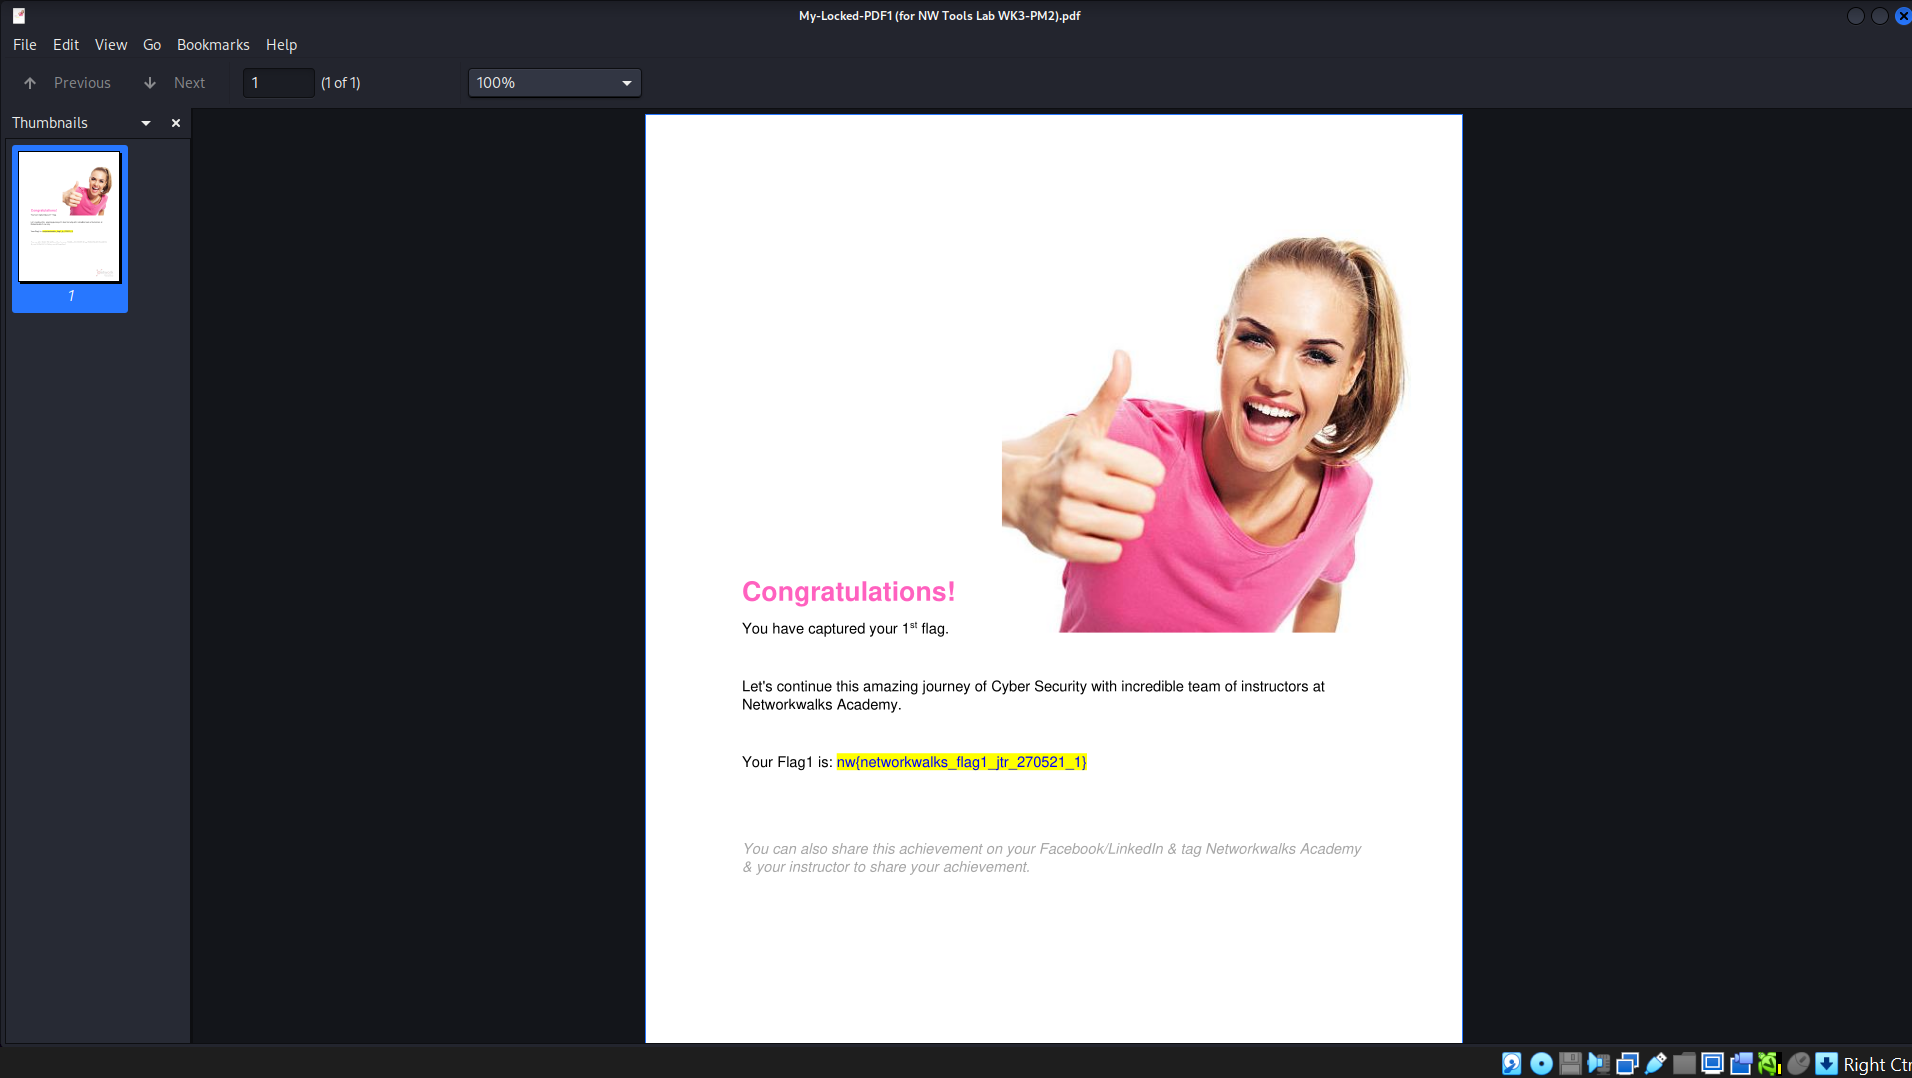 My-Locked-PDF1 (for NW Tools Lab WK3-PM2).pdf
File Edit View Go Bookmarks Help
Previous Next 1 (1 of 1) 100%
Thumbnails
1
Congratulations!
You have captured your 1st flag.
Let's continue this amazing journey of Cyber Security with incredible team of instructors at
Networkwalks Academy.
Your Flag1 is: nw{networkwalks_flag1_jtr_270521_1}
You can also share this achievement on your Facebook/LinkedIn & tag Networkwalks Academy
& your instructor to share your achievement.
Right Ctr